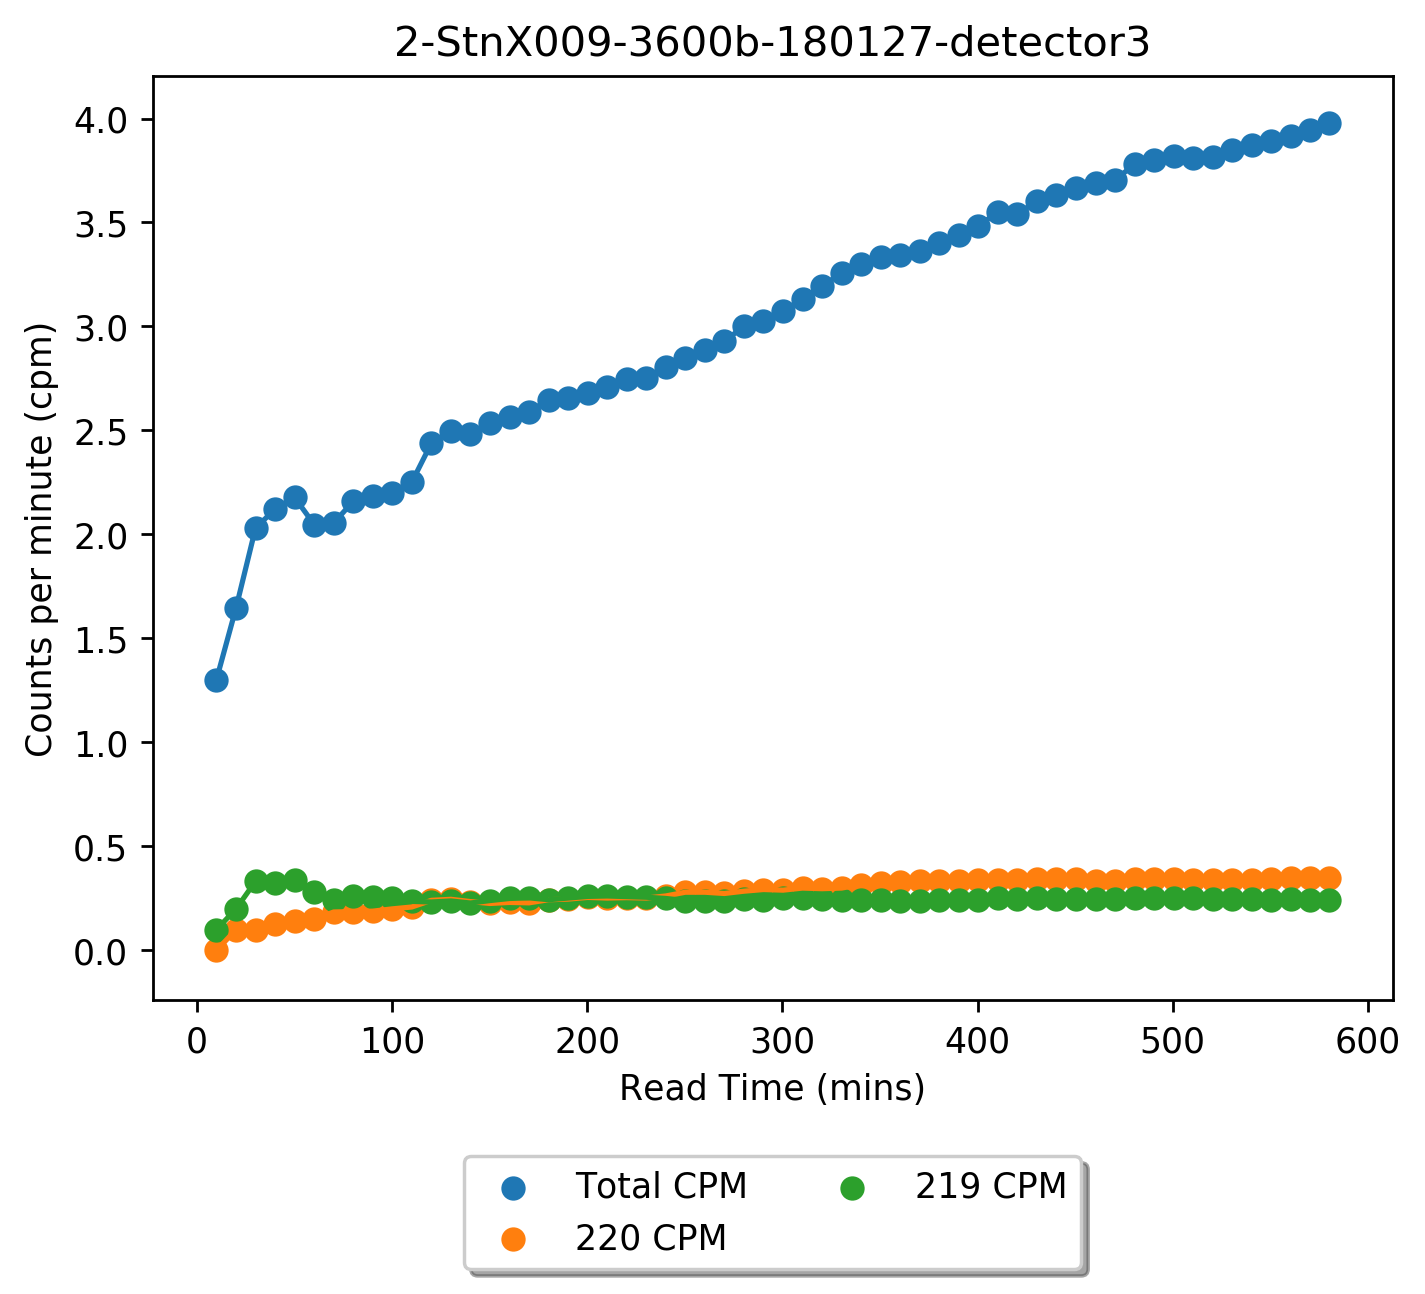 2-StnX009-3600b-180127-detector3
Counts per minute (cpm)
4.0
3.5
3.0
2.5
2.0
1.5
1.0
0.5
0.0
0 100 200 300 400 500 600
Read Time (mins)
Total CPM
220 CPM
219 CPM